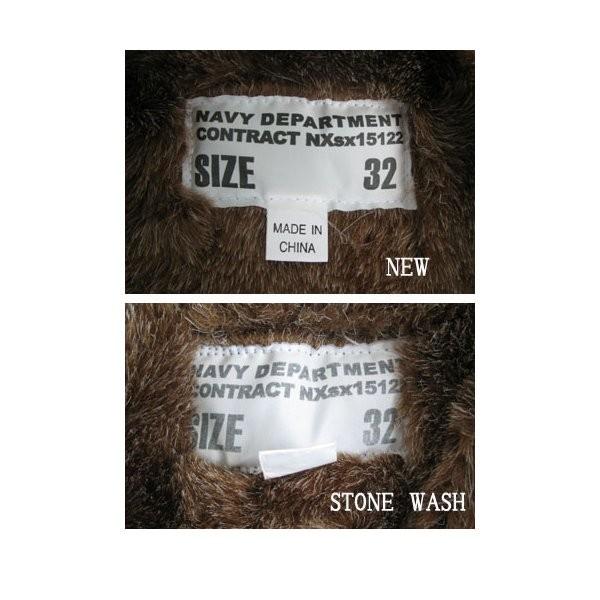 NAVY DEPARTMENT
CONTRACT NXsx15122
SIZE 32
MADE IN
CHINA
NEW
NAVY DEPARTMENT
CONTRACT NXsx15122
SIZE 32
STONE WASH